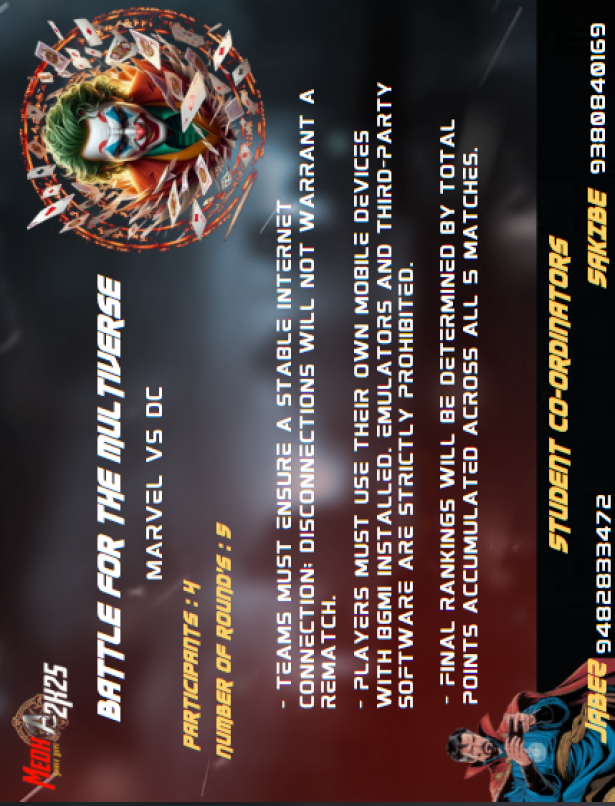 MEDHA
2K25
BATTLE FOR THE MULTIVERSE
MARVEL VS DC
PARTICIPANTS : 4
NUMBER OF ROUND'S : 5
- TEAMS MUST ENSURE A STABLE INTERNET
CONNECTION; DISCONNECTIONS WILL NOT WARRANT A
REMATCH.
- PLAYERS MUST USE THEIR OWN MOBILE DEVICES
WITH BGMI INSTALLED. EMULATORS AND THIRD-PARTY
SOFTWARE ARE STRICTLY PROHIBITED.
- FINAL RANKINGS WILL BE DETERMINED BY TOTAL
POINTS ACCUMULATED ACROSS ALL 5 MATCHES.
STUDENT CO-ORDINATORS
JABEZ 9482833472
SAKIBE 9380840169